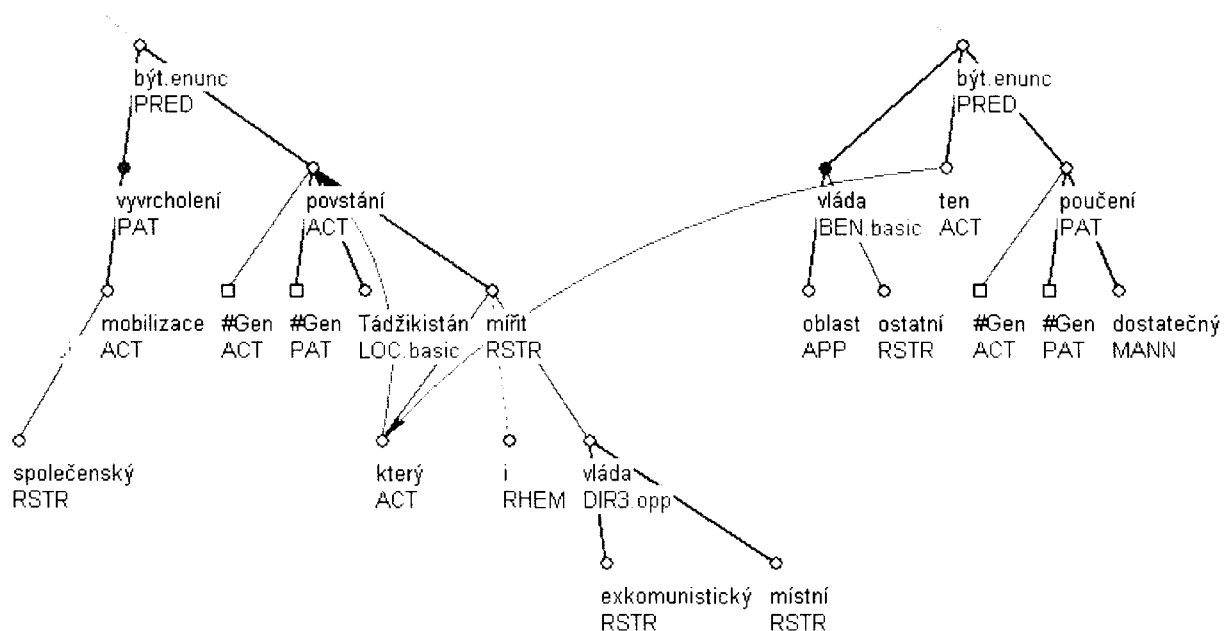 být.enunc být.enunc
PRED PRED
vyvrcholení povstání vláda ten poučení
PAT ACT BEN.basic ACT PAT
mobilizace #Gen #Gen Tádžikistán mířit oblast ostatní #Gen #Gen dostatečný
ACT ACT PAT LOC.basic RSTR APP RSTR ACT PAT MANN
společenský který i vláda
RSTR ACT RHEM DIR3.opp
exkomunistický místní
RSTR RSTR